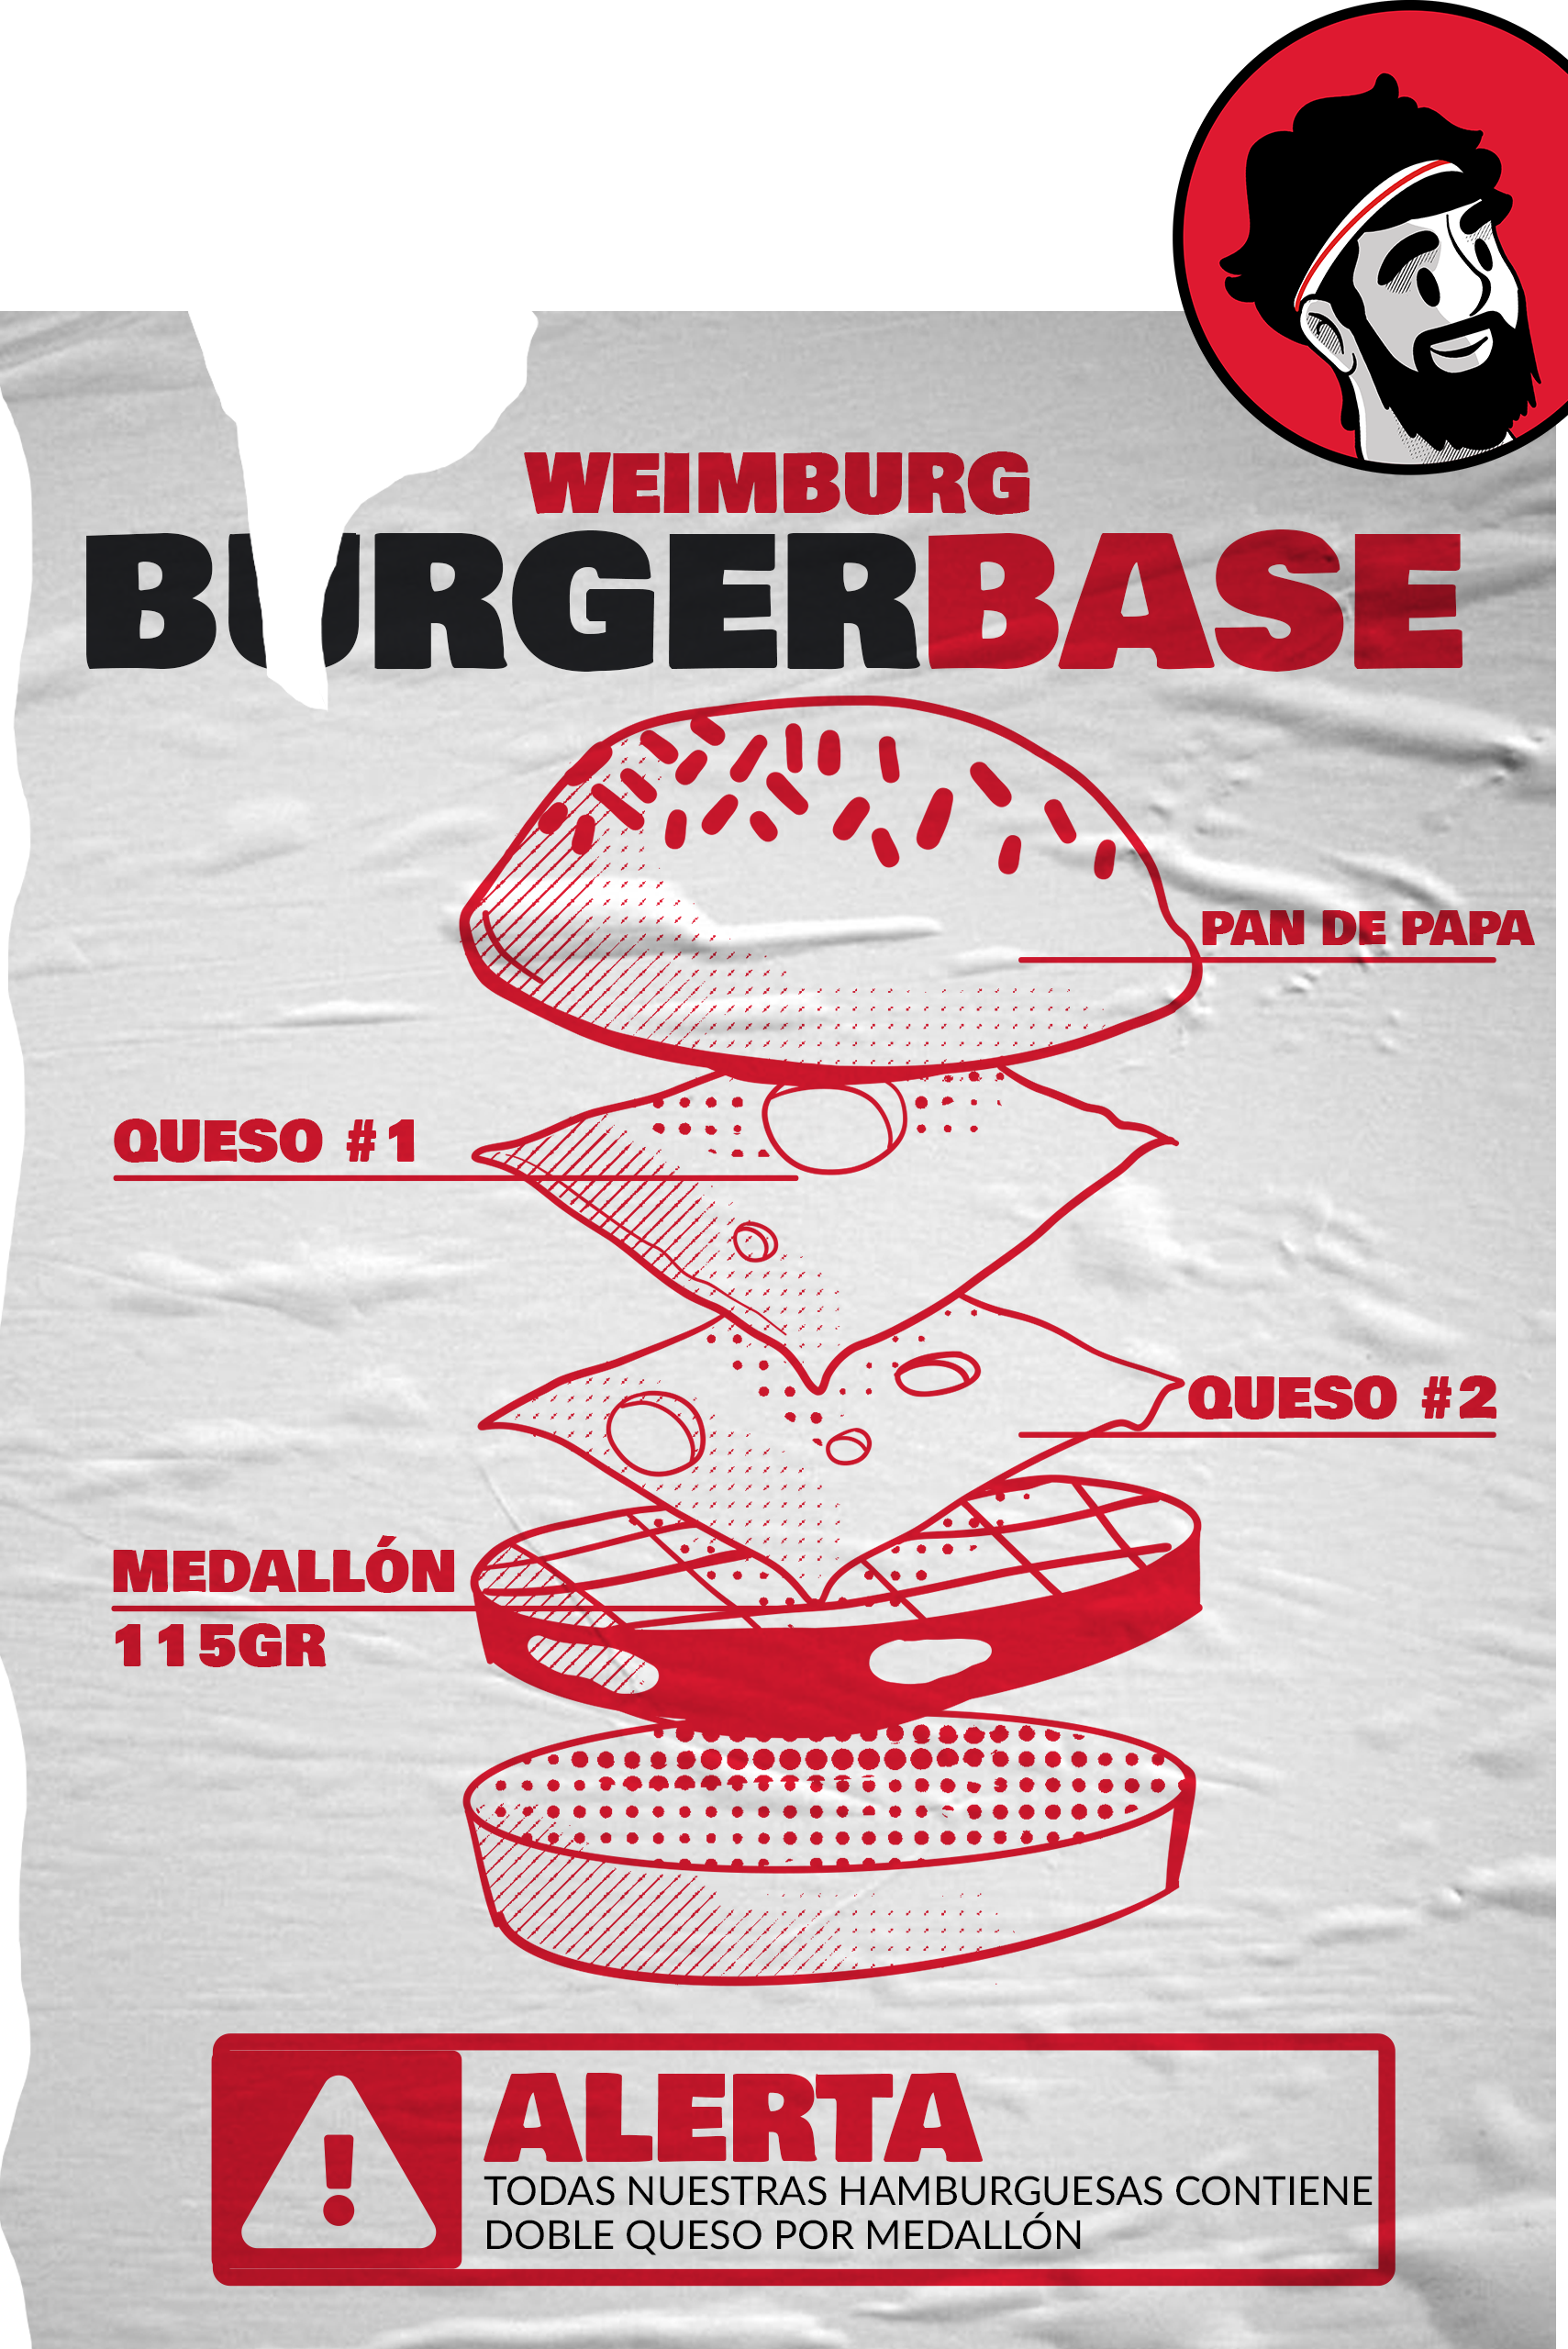 WEIMBURG
BURGERBASE
PAN DE PAPA
QUESO #1
QUESO #2
MEDALLÓN
115GR
ALERTA
TODAS NUESTRAS HAMBURGUESAS CONTIENE
DOBLE QUESO POR MEDALLÓN